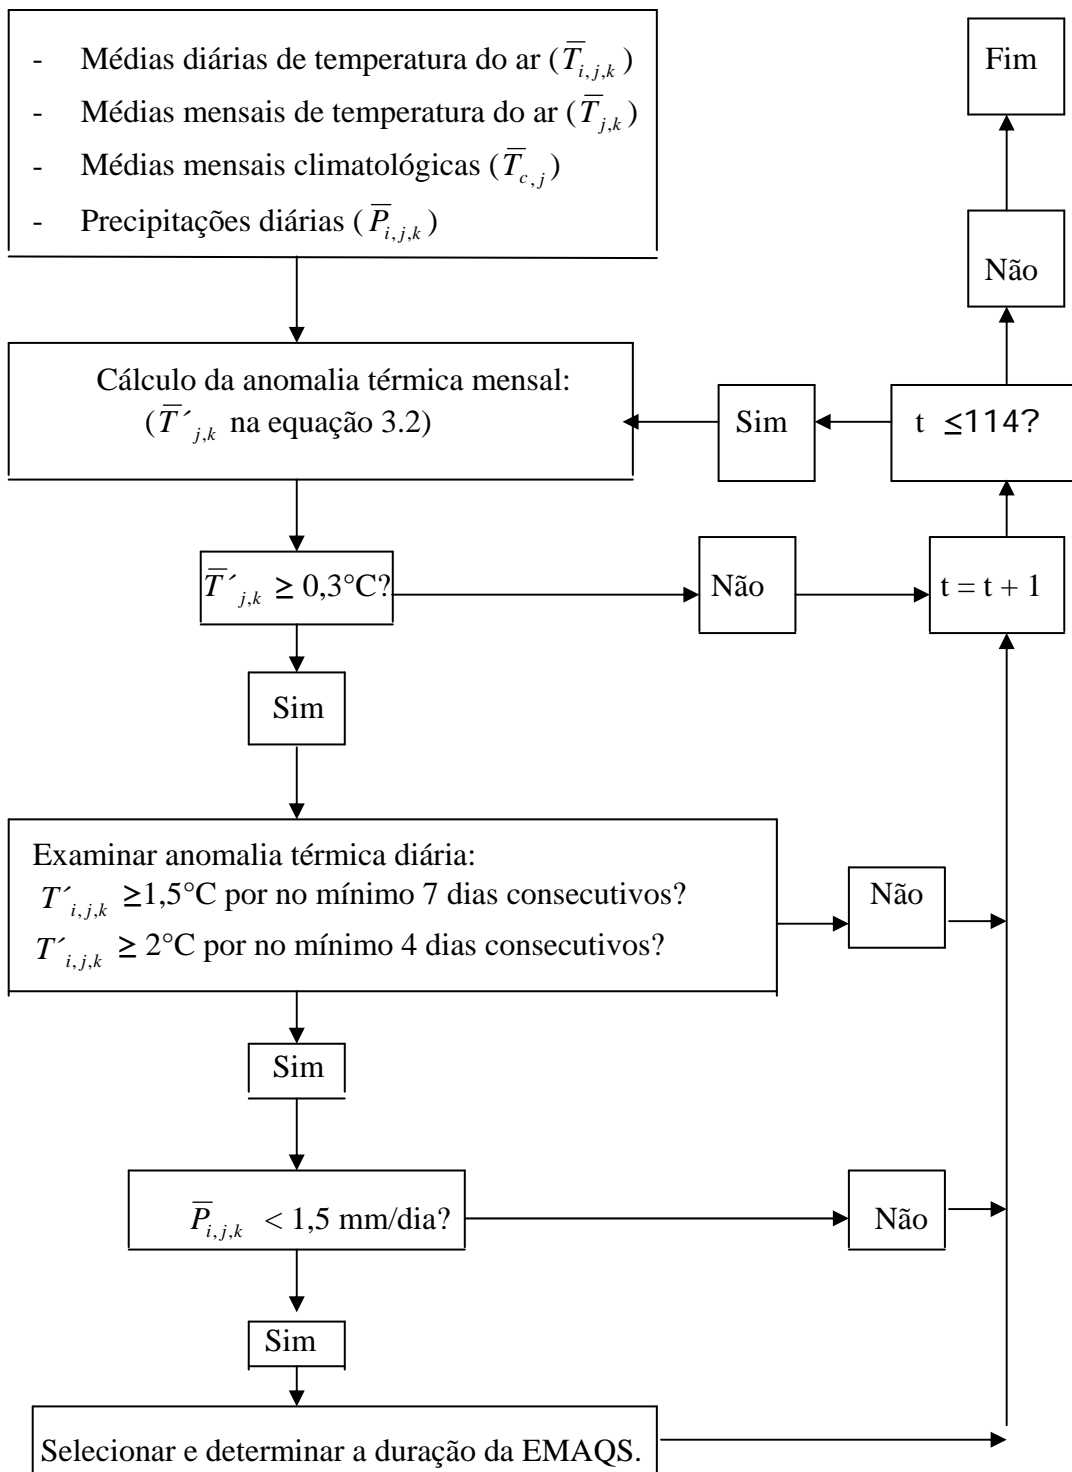 - Médias diárias de temperatura do ar (T̅i,j,k)
- Médias mensais de temperatura do ar (T̅j,k)
- Médias mensais climatológicas (T̅c,j)
- Precipitações diárias (P̅i,j,k)
Fim
Não
Cálculo da anomalia térmica mensal:
(T̅´j,k na equação 3.2)
Sim
t ≤114?
T̅´j,k ≥ 0,3°C?
Não
t = t + 1
Sim
Examinar anomalia térmica diária:
T´i,j,k ≥1,5°C por no mínimo 7 dias consecutivos?
T´i,j,k ≥ 2°C por no mínimo 4 dias consecutivos?
Não
Sim
P̅i,j,k < 1,5 mm/dia?
Não
Sim
Selecionar e determinar a duração da EMAQS.